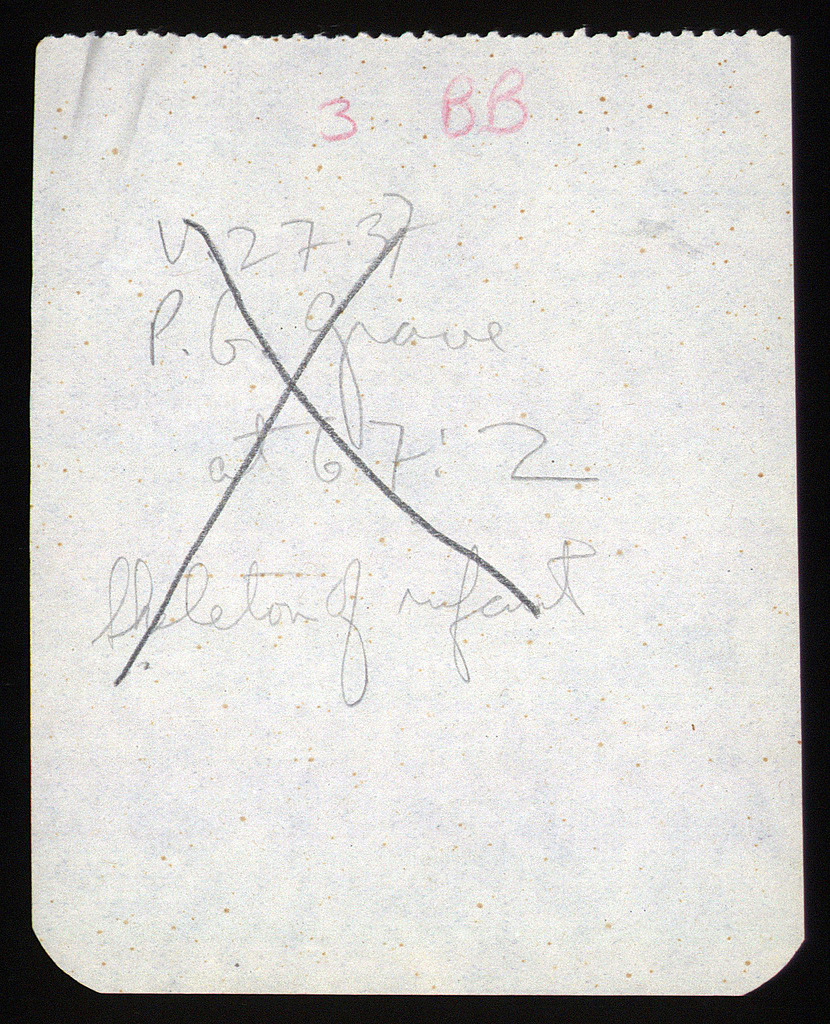 3 BB
V.27.37
P. G. Grave
at 67:2
Skeleton of infant